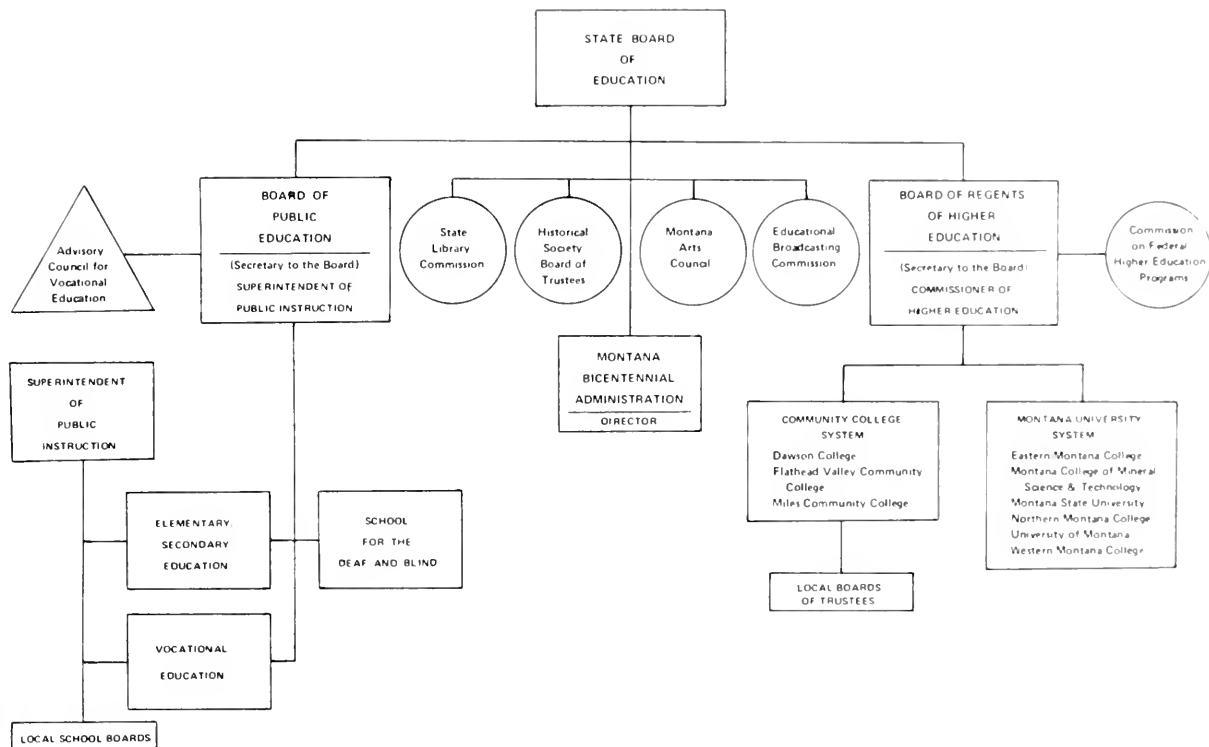 STATE BOARD
OF
EDUCATION
BOARD OF
PUBLIC
EDUCATION
(Secretary to the Board)
SUPERINTENDENT OF
PUBLIC INSTRUCTION
Advisory
Council for
Vocational
Education
State
Library
Commission
Historical
Society
Board of
Trustees
Montana
Arts
Council
Educational
Broadcasting
Commission
BOARD OF REGENTS
OF HIGHER
EDUCATION
(Secretary to the Board)
COMMISSIONER OF
HIGHER EDUCATION
Commission
on Federal
Higher Education
Programs
MONTANA
BICENTENNIAL
ADMINISTRATION
DIRECTOR
SUPERINTENDENT
OF
PUBLIC
INSTRUCTION
ELEMENTARY,
SECONDARY
EDUCATION
SCHOOL
FOR THE
DEAF AND BLIND
VOCATIONAL
EDUCATION
LOCAL SCHOOL BOARDS
COMMUNITY COLLEGE
SYSTEM
Dawson College
Flathead Valley Community
College
Miles Community College
LOCAL BOARDS
OF TRUSTEES
MONTANA UNIVERSITY
SYSTEM
Eastern Montana College
Montana College of Mineral
Science & Technology
Montana State University
Northern Montana College
University of Montana
Western Montana College